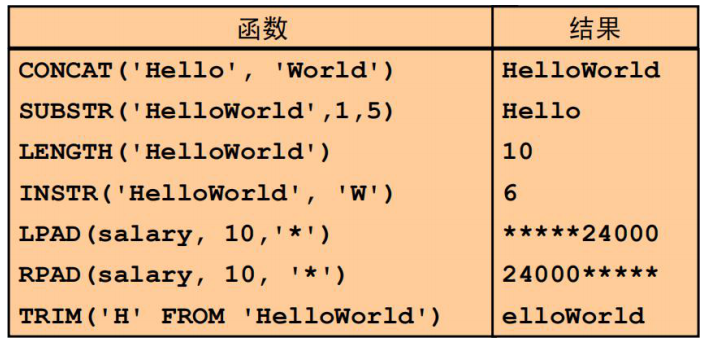 函数 结果
CONCAT('Hello', 'World') HelloWorld
SUBSTR('HelloWorld',1,5) Hello
LENGTH('HelloWorld') 10
INSTR('HelloWorld', 'W') 6
LPAD(salary, 10,'*') *****24000
RPAD(salary, 10, '*') 24000*****
TRIM('H' FROM 'HelloWorld') elloWorld